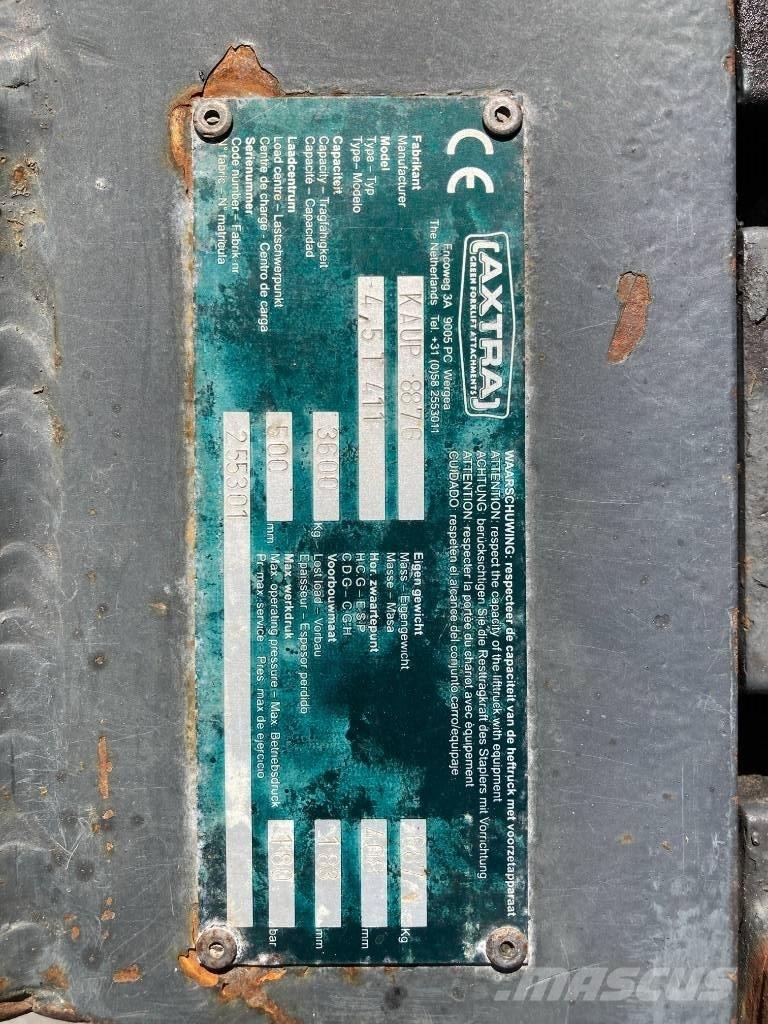 CE
[AXTRA]
GREEN FORKLIFT ATTACHMENTS
WAARSCHUWING: respecteer de capaciteit van de heftruck met voorzetapparaat
ATTENTION: respect the capacity of the liftruck with equipment
ACHTUNG berücksichtigen Sie die Resttragkraft des Staplers mit Vorrichtung
ATTENTION: respecter la portée du chariot avec équipement
CUIDADO respeten el alcance del conjunto carro/equipaje
Encoweg 3A 9005 PC Wergea
The Netherlands Tel. +31 (0)58 2553011
Fabrikant
Manufacturer
KAUP
Model
Type – Typ
Type – Modelo
4,5T 411
Capaciteit
Capacity – Tragfähigkeit
Capacité – Capacidad
3600 Kg
Laadcentrum
Load centre – Lastschwerpunkt
Centre de charge – Centro de carga
500 mm
Serienummer
Code number – Fabrik nr
N° fabric – N° matricula
255301
Eigen gewicht
Mass – Eigengewicht
Masse – Masa
Kg
Hor. zwaartepunt
H C G – E S P
C D G – C G H
mm
Voorbouwmaat
Lost load – Vorbau
Epaisseur – Espesor perdido
mm
Max. werkdruk
Max. operating pressure – Max. Betriebsdruck
Pr. max. service Pres. max de ejercicio
180 bar
MASCUS